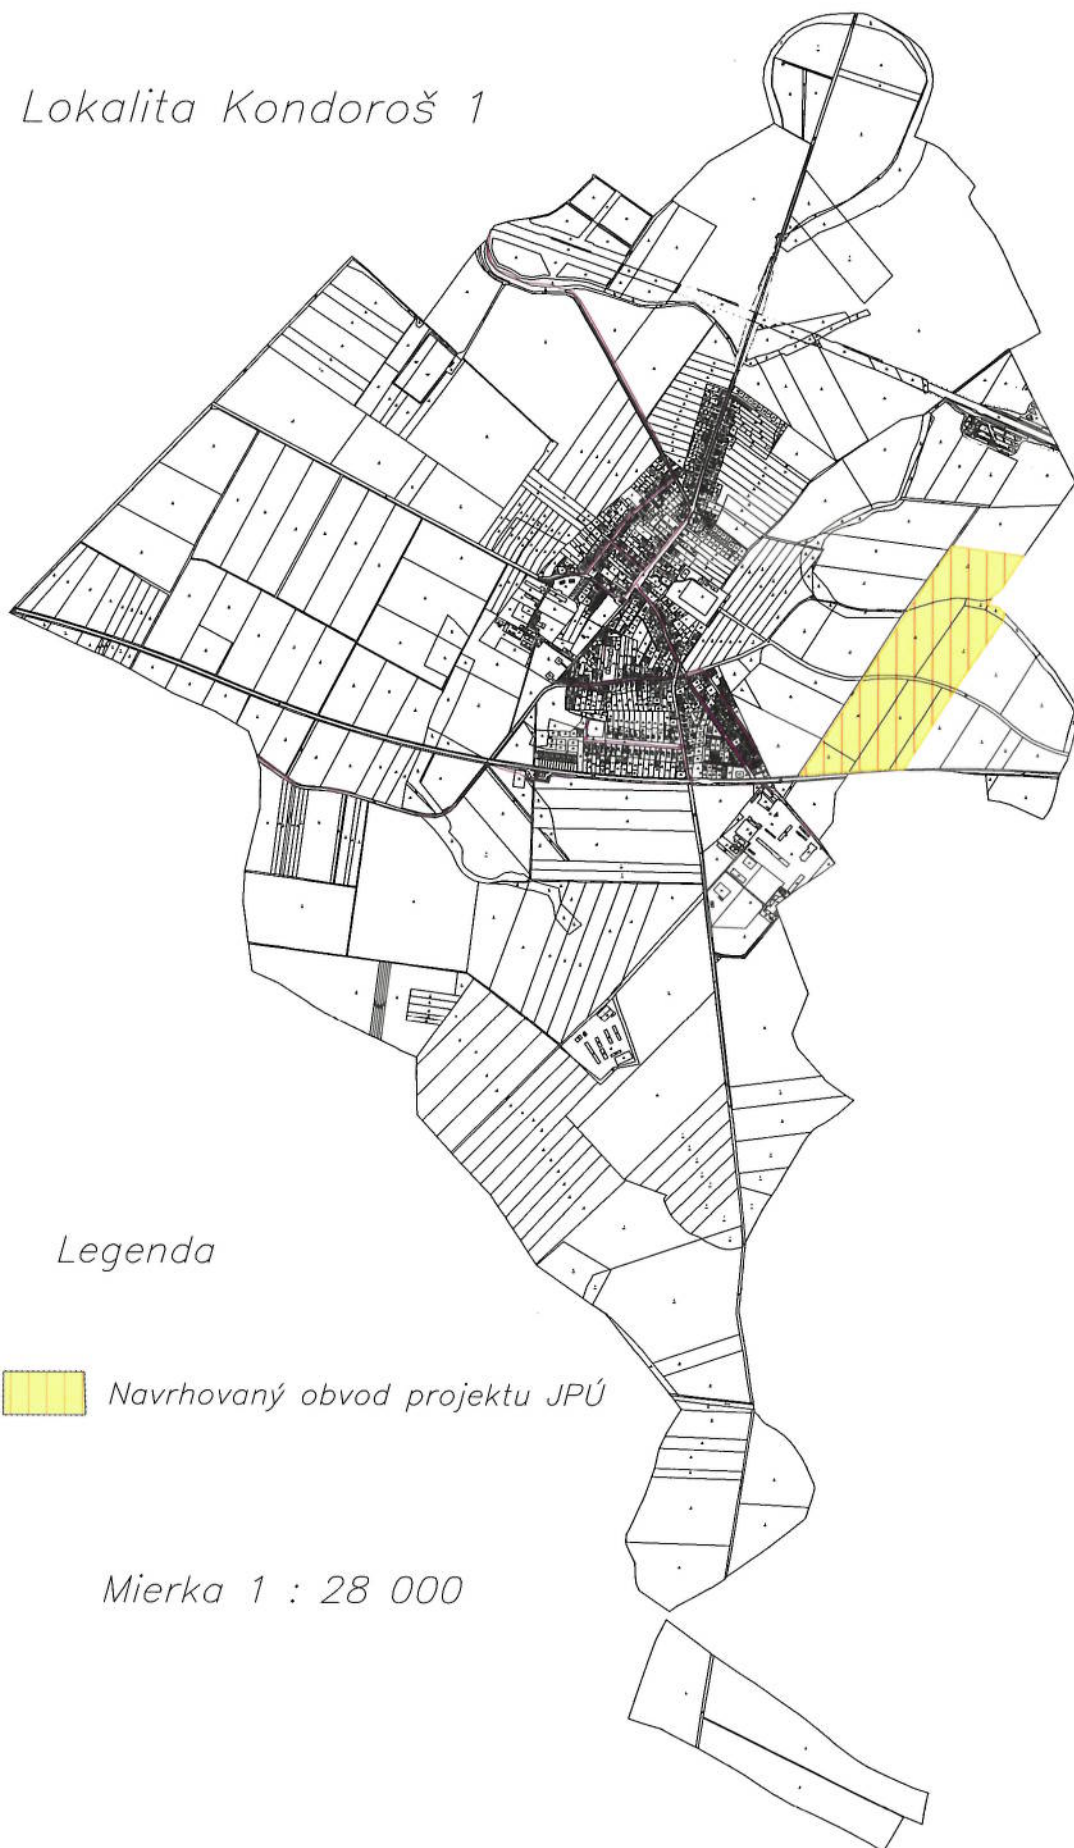 Lokalita Kondoroš 1
Legenda
Navrhovaný obvod projektu JPÚ
Mierka 1 : 28 000